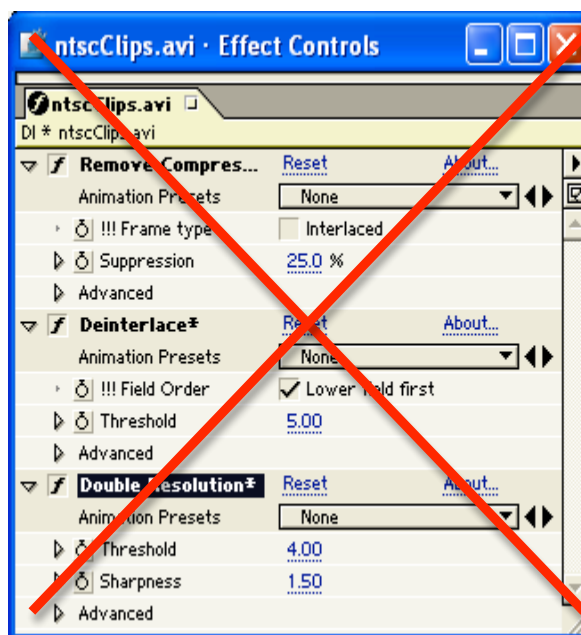 ntscClips.avi · Effect Controls
ntscClips.avi
DI * ntscClips.avi
Remove Compres... Reset About...
Animation Presets None
!!! Frame type Interlaced
Suppression 25.0 %
Advanced
Deinterlace* Reset About...
Animation Presets None
!!! Field Order Lower field first
Threshold 5.00
Advanced
Double Resolution* Reset About...
Animation Presets None
Threshold 4.00
Sharpness 1.50
Advanced